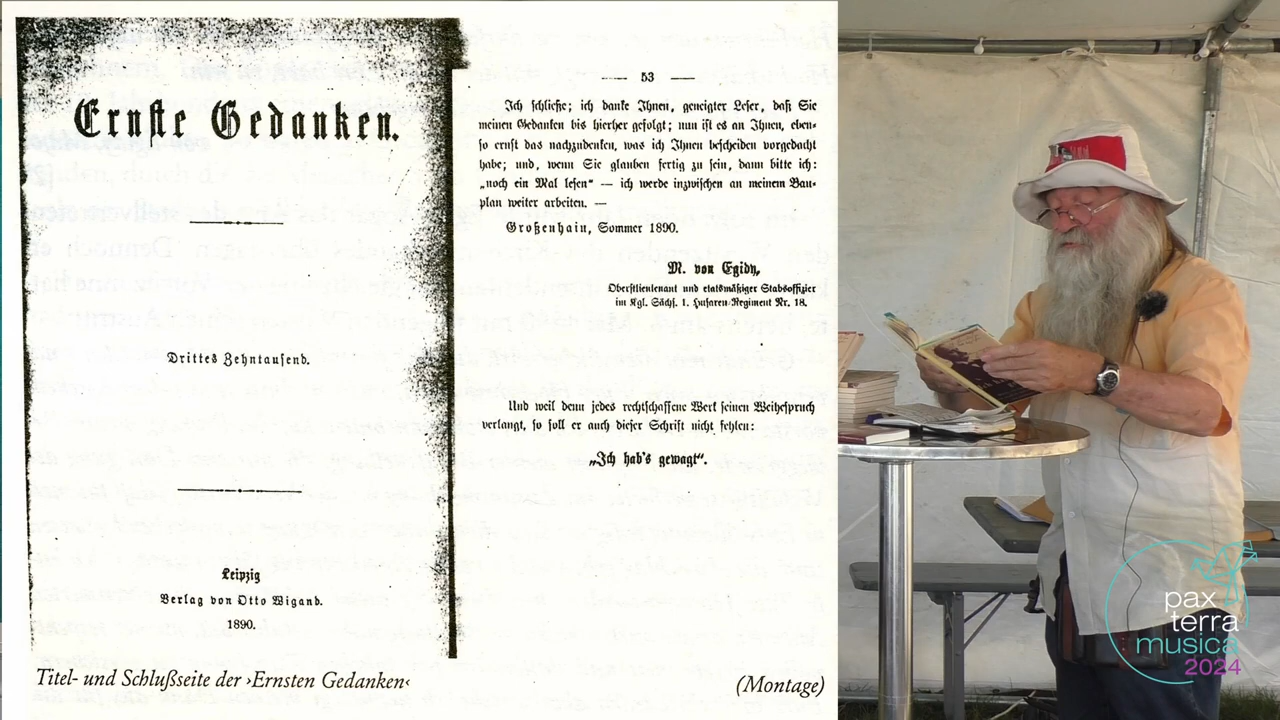 Ernste Gedanken.
Drittes Zehntausend.
Leipzig
Verlag von Otto Wigand.
1890.
— 53 —
Ich schließe; ich danke Ihnen, geneigter Leser, daß Sie
meinen Gedanken bis hierher gefolgt; nun ist es an Ihnen, eben-
so ernst das nachzudenken, was ich Ihnen bescheiden vorgedacht
habe; und, wenn Sie glauben fertig zu sein, dann bitte ich:
„noch ein Mal lesen“ — ich werde inzwischen an meinem Bau-
plan weiter arbeiten. —
Großenhain, Sommer 1890.
M. von Egidy,
Oberstlieutenant und etatsmäßiger Stabsoffizier
im Kgl. Sächs. 1. Husaren-Regiment Nr. 18.
Und weil denn jedes rechtschaffene Werk seinen Weihespruch
verlangt, so soll er auch dieser Schrift nicht fehlen:
„Ich hab's gewagt“.
Titel- und Schlußseite der ›Ernsten Gedanken‹
(Montage)
pax
terra
musica
2024